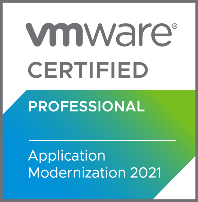 vmware®
CERTIFIED
PROFESSIONAL
Application
Modernization 2021